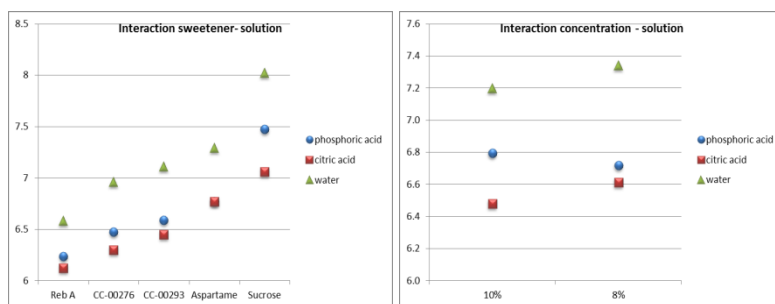 Interaction sweetener- solution
8.5
8
7.5
7
6.5
6
Reb A CC-00276 CC-00293 Aspartame Sucrose
phosphoric acid
citric acid
water
Interaction concentration - solution
7.6
7.4
7.2
7.0
6.8
6.6
6.4
6.2
6.0
10% 8%
phosphoric acid
citric acid
water